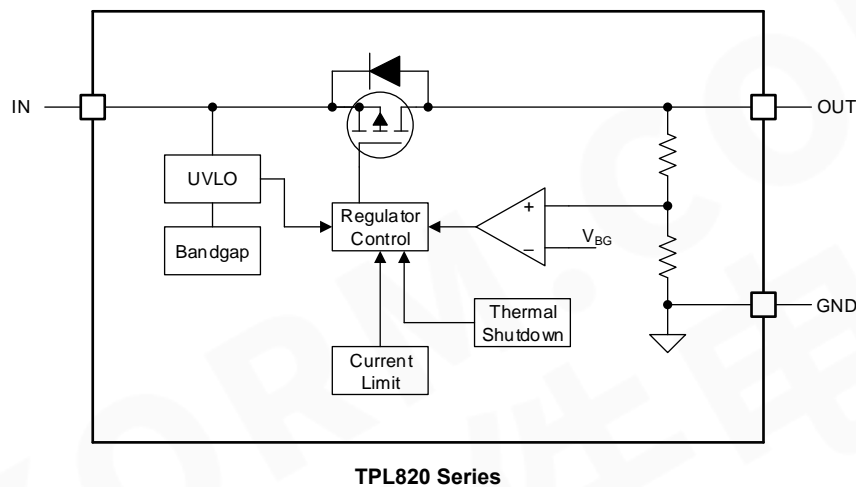 IN
OUT
UVLO
Bandgap
Regulator
Control
+
−
V_BG
GND
Thermal
Shutdown
Current
Limit
TPL820 Series